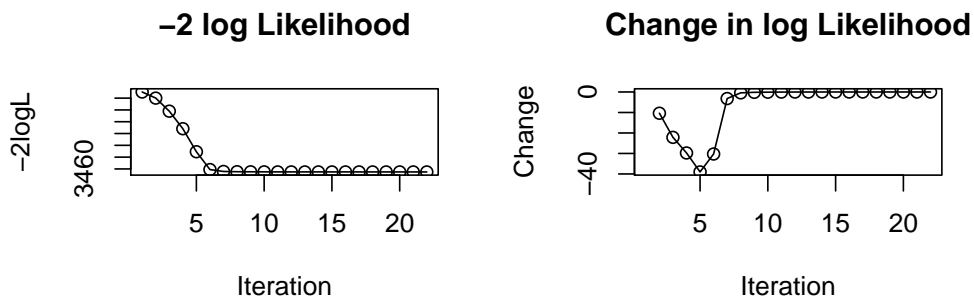 −2 log Likelihood
−2logL
3460
5 10 15 20
Iteration
Change in log Likelihood
Change
0
−40
5 10 15 20
Iteration